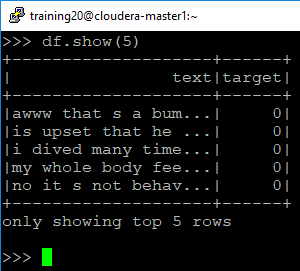 training20@cloudera-master1:~
>>> df.show(5)
+--------------------+------+
|                text|target|
+--------------------+------+
|awww that s a bum...|     0|
|is upset that he ...|     0|
|i dived many time...|     0|
|my whole body fee...|     0|
|no it s not behav...|     0|
+--------------------+------+
only showing top 5 rows
>>>